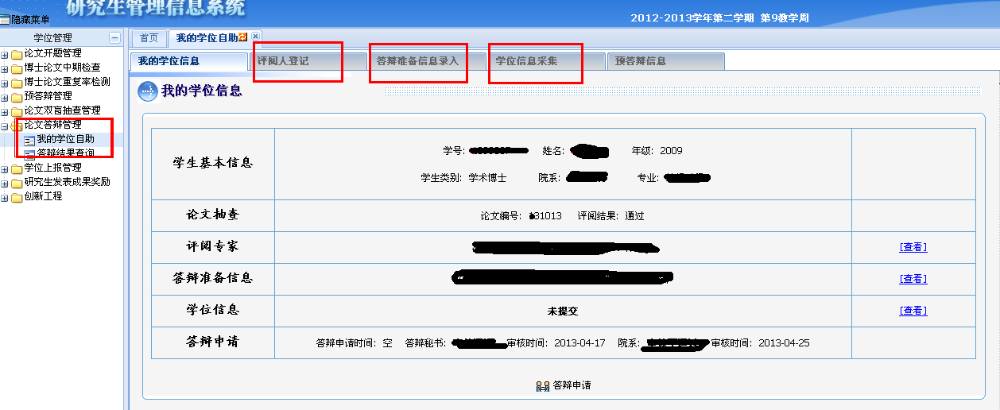 研究生管理信息系统
隐藏菜单
2012-2013学年第二学期 第9教学周
学位管理
首页 我的学位自助
论文开题管理
博士论文中期检查
博士论文重复率检测
预答辩管理
论文双盲抽查管理
论文答辩管理
我的学位自助
答辩结果查询
学位上报管理
研究生发表成果奖励
创新工程
我的学位信息 评阅人登记 答辩准备信息录入 学位信息采集 预答辩信息
我的学位信息
学生基本信息
学号: 姓名: 年级: 2009
学生类别: 学术博士 院系: 专业:
论文抽查 论文编号: 31013 评阅结果: 通过
评阅专家 [查看]
答辩准备信息 [查看]
学位信息 未提交 [查看]
答辩申请 答辩申请时间: 空 答辩秘书: 审核时间: 2013-04-17 院系: 审核时间: 2013-04-25
答辩申请